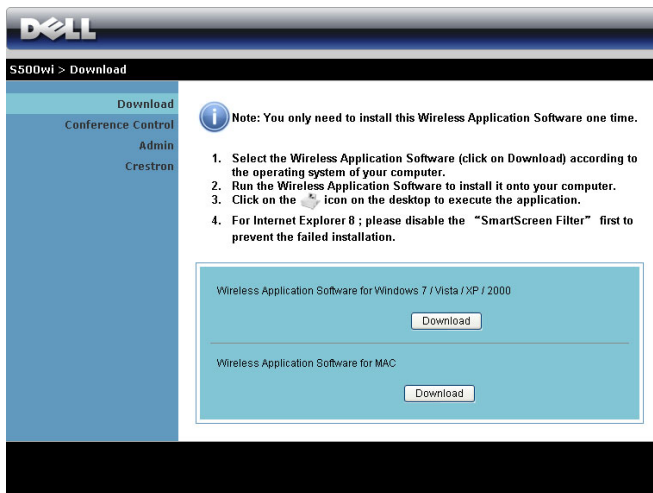 DELL
S500wi > Download
Download
Conference Control
Admin
Crestron
Note: You only need to install this Wireless Application Software one time.
1. Select the Wireless Application Software (click on Download) according to
the operating system of your computer.
2. Run the Wireless Application Software to install it onto your computer.
3. Click on the icon on the desktop to execute the application.
4. For Internet Explorer 8 ; please disable the “SmartScreen Filter” first to
prevent the failed installation.
Wireless Application Software for Windows 7 / Vista / XP / 2000
Download
Wireless Application Software for MAC
Download